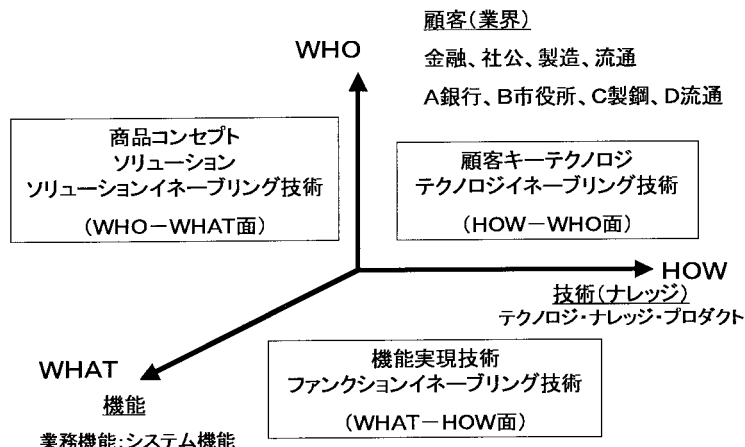 WHO
顧客(業界)
金融、社公、製造、流通
A銀行、B市役所、C製鋼、D流通
商品コンセプト
ソリューション
ソリューションイネーブリング技術
(WHO－WHAT面)
顧客キーテクノロジ
テクノロジイネーブリング技術
(HOW－WHO面)
HOW
技術(ナレッジ)
テクノロジ・ナレッジ・プロダクト
WHAT
機能
業務機能:システム機能
機能実現技術
ファンクションイネーブリング技術
(WHAT－HOW面)